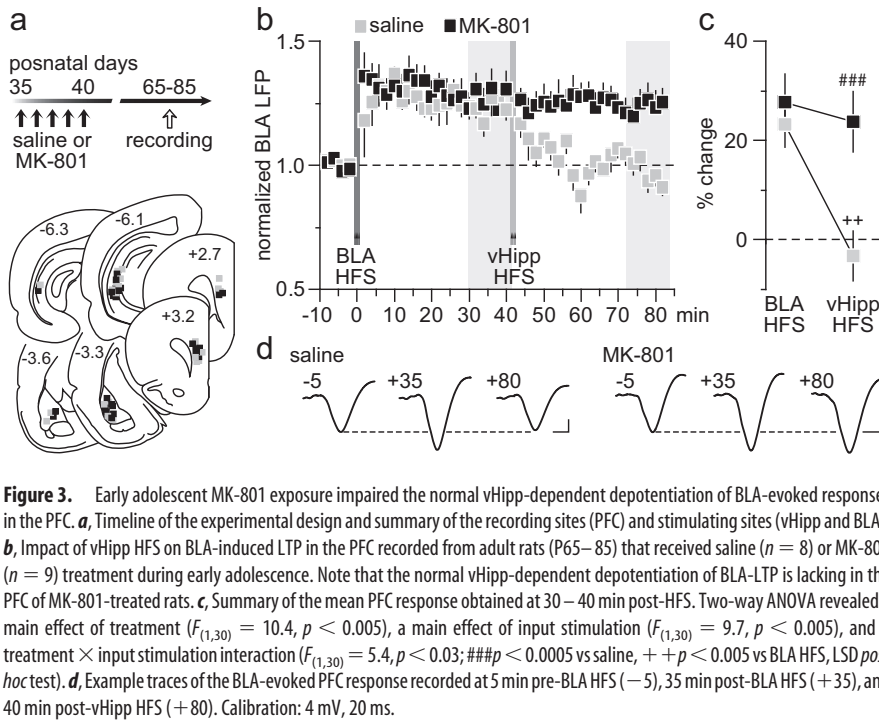 a
posnatal days
35 40 65-85
saline or
MK-801
recording
-6.3
-6.1
+2.7
+3.2
-3.6
-3.3
b
saline MK-801
normalized BLA LFP
1.5
1.0
0.5
BLA
HFS
vHipp
HFS
-10 0 10 20 30 40 50 60 70 80 min
c
% change
40
20
0
###
++
BLA
HFS
vHipp
HFS
d
saline
-5 +35 +80
MK-801
-5 +35 +80
Figure 3. Early adolescent MK-801 exposure impaired the normal vHipp-dependent depotentiation of BLA-evoked response
in the PFC. a, Timeline of the experimental design and summary of the recording sites (PFC) and stimulating sites (vHipp and BLA
b, Impact of vHipp HFS on BLA-induced LTP in the PFC recorded from adult rats (P65–85) that received saline (n = 8) or MK-80
(n = 9) treatment during early adolescence. Note that the normal vHipp-dependent depotentiation of BLA-LTP is lacking in th
PFC of MK-801-treated rats. c, Summary of the mean PFC response obtained at 30–40 min post-HFS. Two-way ANOVA revealed
main effect of treatment (F(1,30) = 10.4, p < 0.005), a main effect of input stimulation (F(1,30) = 9.7, p < 0.005), and
treatment × input stimulation interaction (F(1,30) = 5.4, p < 0.03; ###p < 0.0005 vs saline, ++p < 0.005 vs BLA HFS, LSD po
hoc test). d, Example traces of the BLA-evoked PFC response recorded at 5 min pre-BLA HFS (−5), 35 min post-BLA HFS (+35), an
40 min post-vHipp HFS (+80). Calibration: 4 mV, 20 ms.